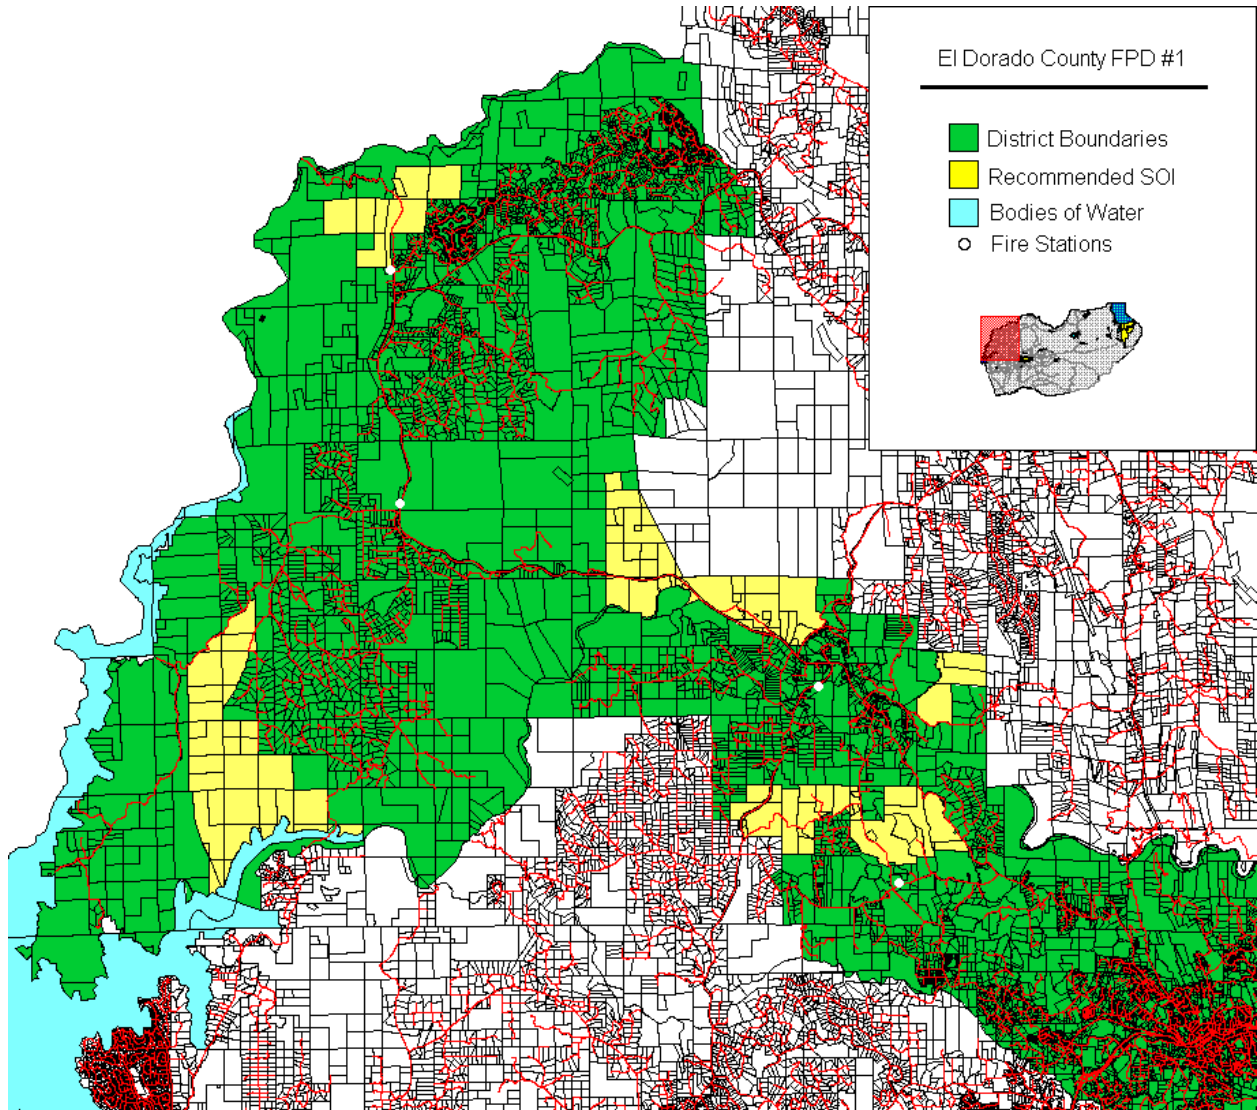 El Dorado County FPD #1
District Boundaries
Recommended SOI
Bodies of Water
Fire Stations